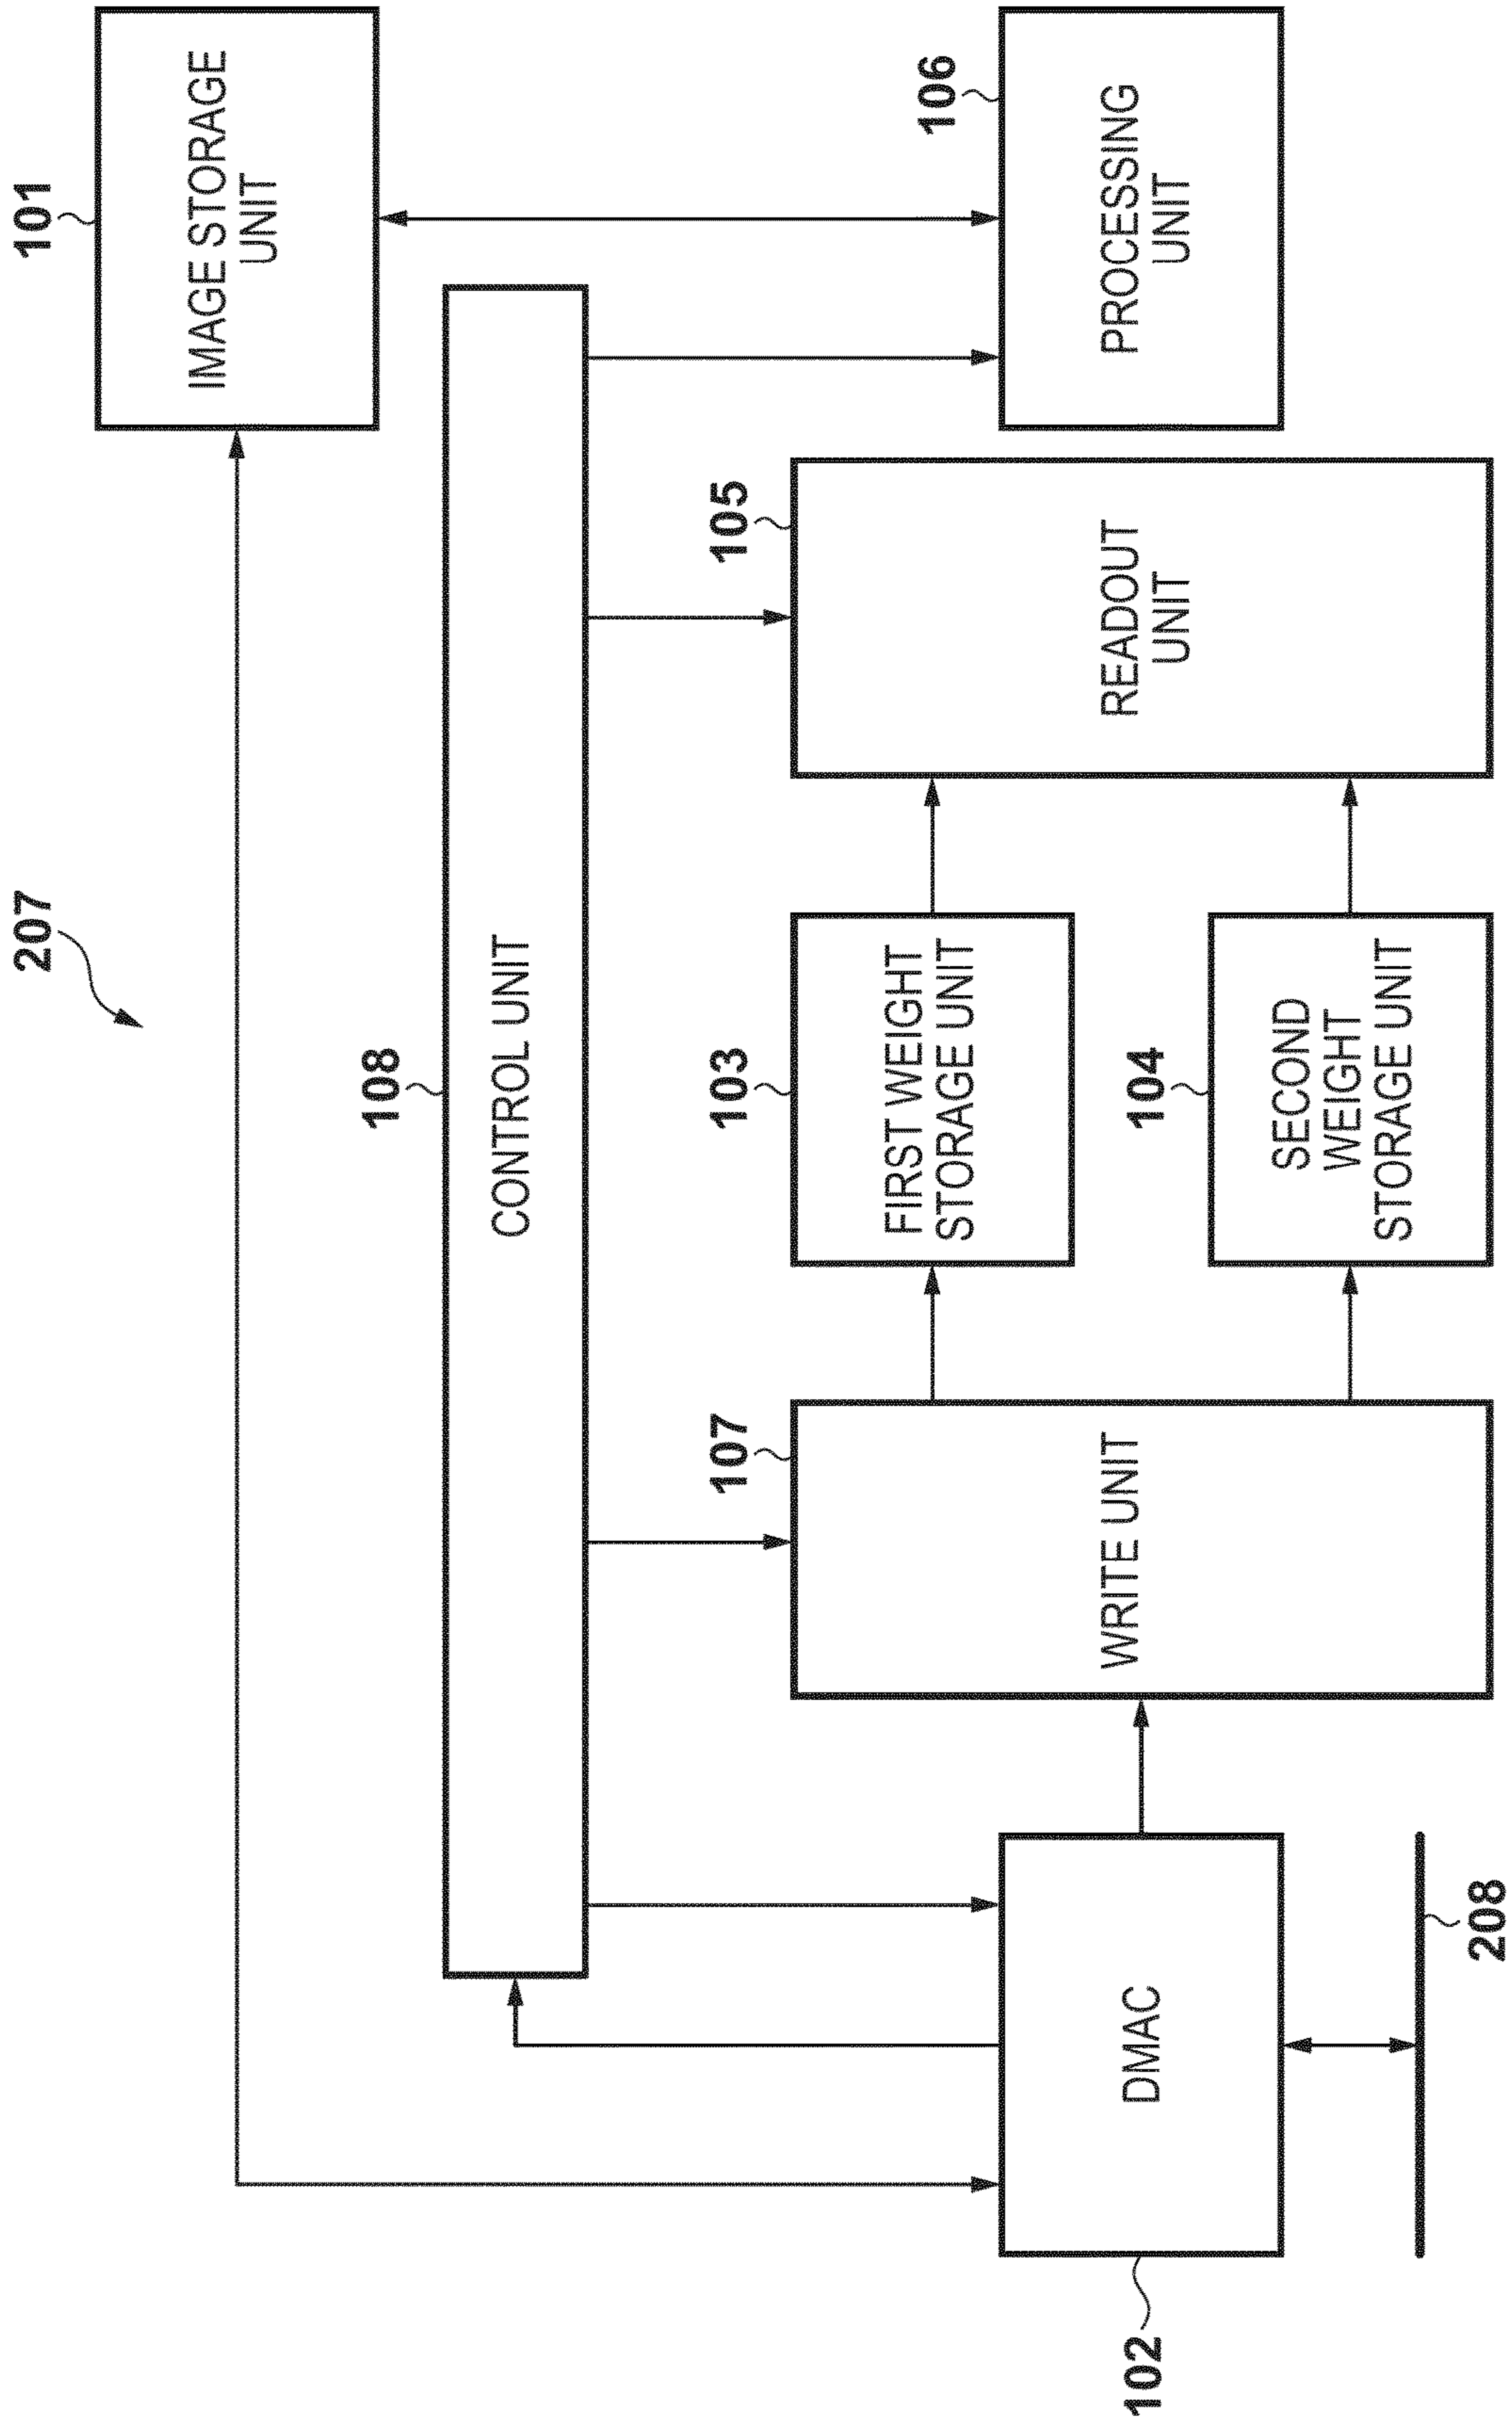 207
101
IMAGE STORAGE
UNIT
108
CONTROL UNIT
107
WRITE UNIT
103
FIRST WEIGHT
STORAGE UNIT
105
READOUT
UNIT
106
PROCESSING
UNIT
102
DMAC
104
SECOND
WEIGHT
STORAGE UNIT
208